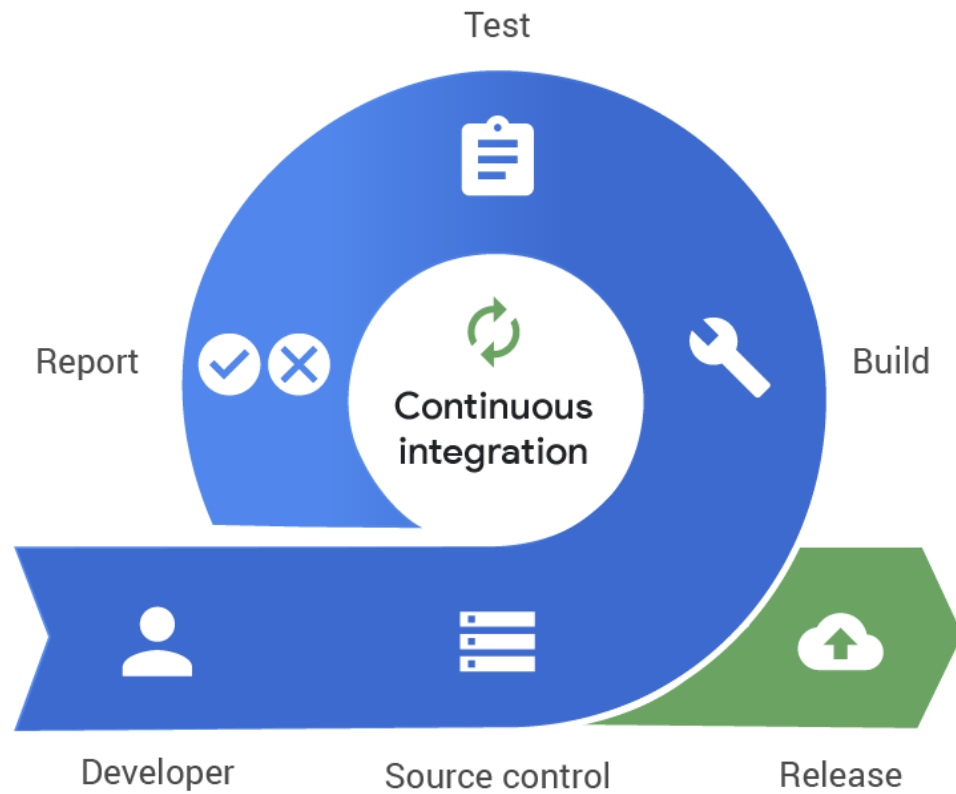 Test
Report
Build
Continuous
integration
Developer
Source control
Release